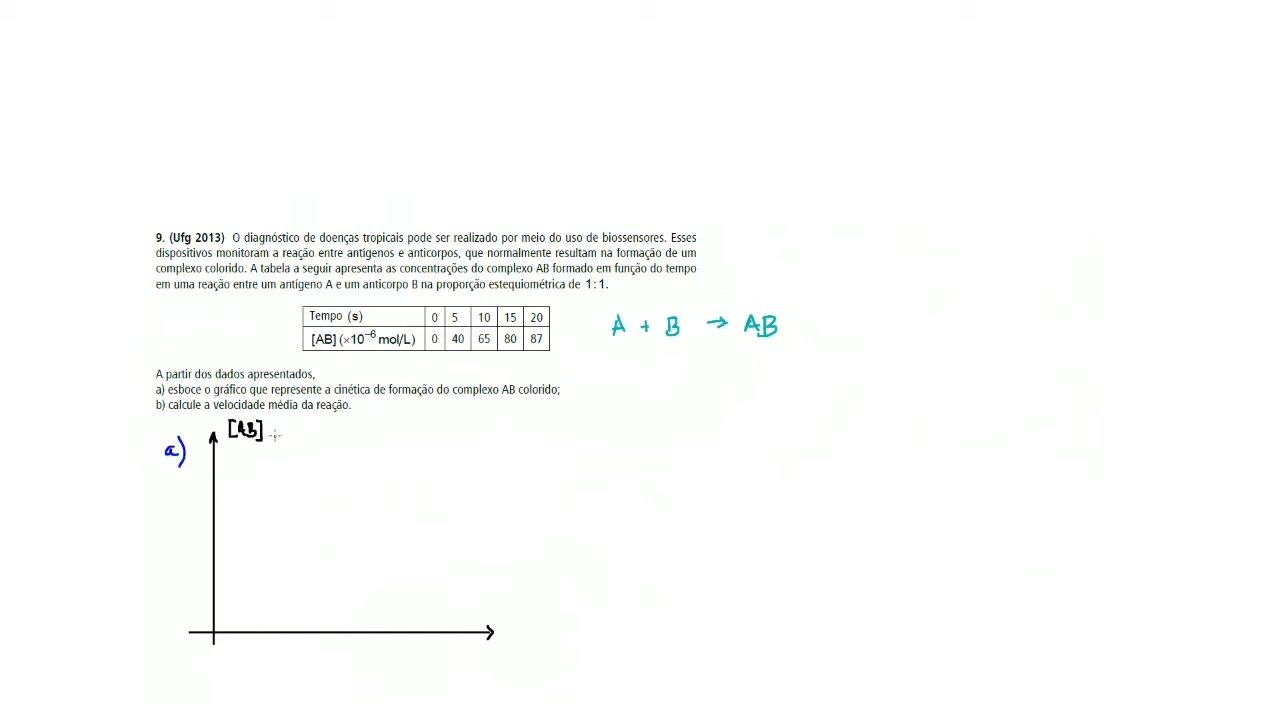 9. (Ufg 2013) O diagnóstico de doenças tropicais pode ser realizado por meio do uso de biossensores. Esses
dispositivos monitoram a reação entre antígenos e anticorpos, que normalmente resultam na formação de um
complexo colorido. A tabela a seguir apresenta as concentrações do complexo AB formado em função do tempo
em uma reação entre um antígeno A e um anticorpo B na proporção estequiométrica de 1:1.
Tempo (s) 0 5 10 15 20
[AB] (×10⁻⁶ mol/L) 0 40 65 80 87
A + B → AB
A partir dos dados apresentados,
a) esboce o gráfico que represente a cinética de formação do complexo AB colorido;
b) calcule a velocidade média da reação.
[AB]
a)